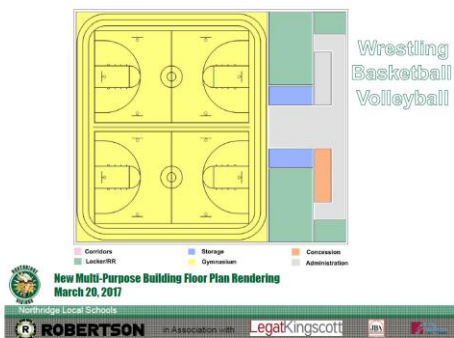 Wrestling
Basketball
Volleyball
Corridors
Storage
Concession
Locker/RR
Gymnasium
Administration
New Multi-Purpose Building Floor Plan Rendering
March 20, 2017
Northridge Local Schools
ROBERTSON
in Association with
LegatKingscott
JBA